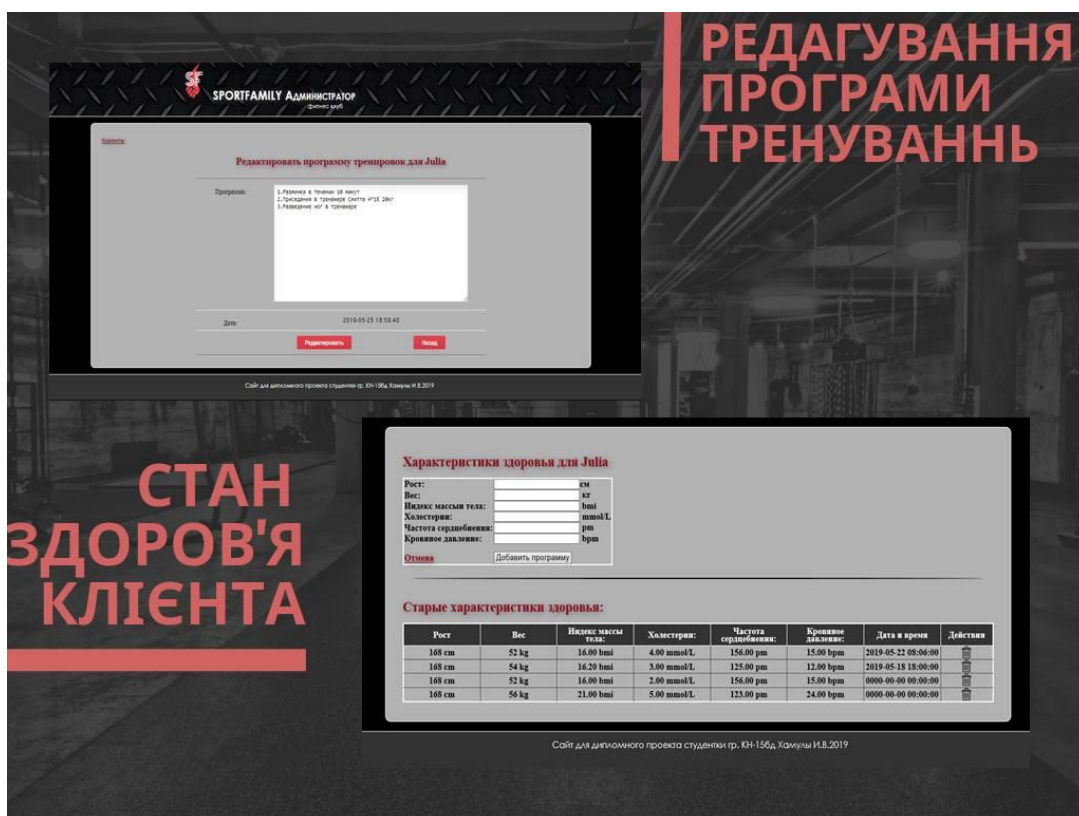 РЕДАГУВАННЯ
ПРОГРАМИ
ТРЕНУВАННЬ
SF
SPORTFAMILY Администратор
фитнес клуб
Клиенты
Редактировать программу тренировок для Julia
Программа:
1.Разминка в течении 10 минут
2.Приседания в тренажере Смитта 4*15 20кг
3.Разведение ног в тренажере
Дата: 2019-05-25 18:58:40
Редактировать Назад
Сайт для дипломного проекта студентки гр. КН-15бд Хамулы И.В.2019
СТАН
ЗДОРОВ'Я
КЛІЄНТА
Характеристики здоровья для Julia
Рост: см
Вес: кг
Индекс массыи тела: bmi
Холестерин: mmol/L
Частота сердцебиения: pm
Кровяное давление: bpm
Отмена Добавить программу
Старые характеристики здоровья:
Рост Вес Индекс массы тела: Холестерин: Частота сердцебиения: Кровяное давление: Дата и время Действия
168 cm 52 kg 16.00 bmi 4.00 mmol/L 156.00 pm 15.00 bpm 2019-05-22 08:06:00
168 cm 54 kg 16.20 bmi 3.00 mmol/L 125.00 pm 12.00 bpm 2019-05-18 18:00:00
168 cm 52 kg 16.00 bmi 2.00 mmol/L 156.00 pm 15.00 bpm 0000-00-00 00:00:00
168 cm 56 kg 21.00 bmi 5.00 mmol/L 123.00 pm 24.00 bpm 0000-00-00 00:00:00
Сайт для дипломного проекта студентки гр. КН-15бд Хамулы И.В.2019